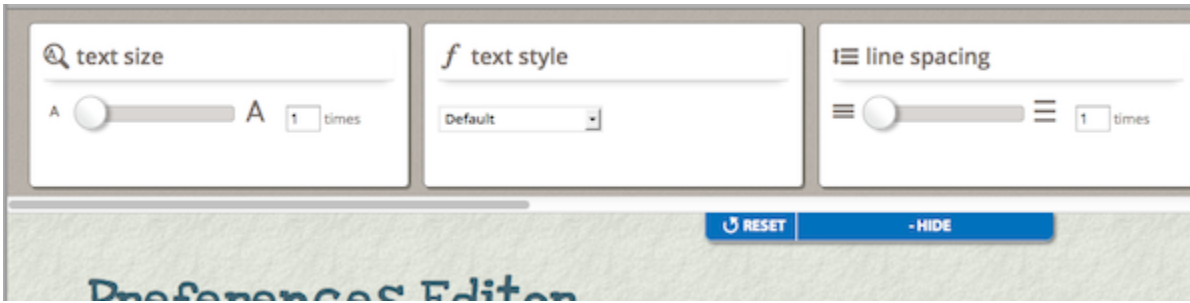 text size
A A 1 times
f text style
Default
line spacing
1 times
RESET
-HIDE
Preferences Editor